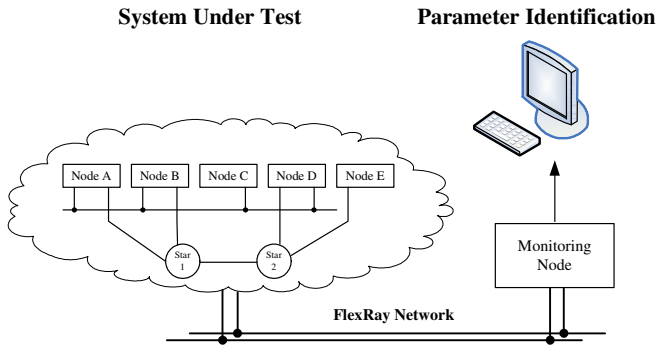 System Under Test
Parameter Identification
Node A
Node B
Node C
Node D
Node E
Star
1
Star
2
Monitoring
Node
FlexRay Network